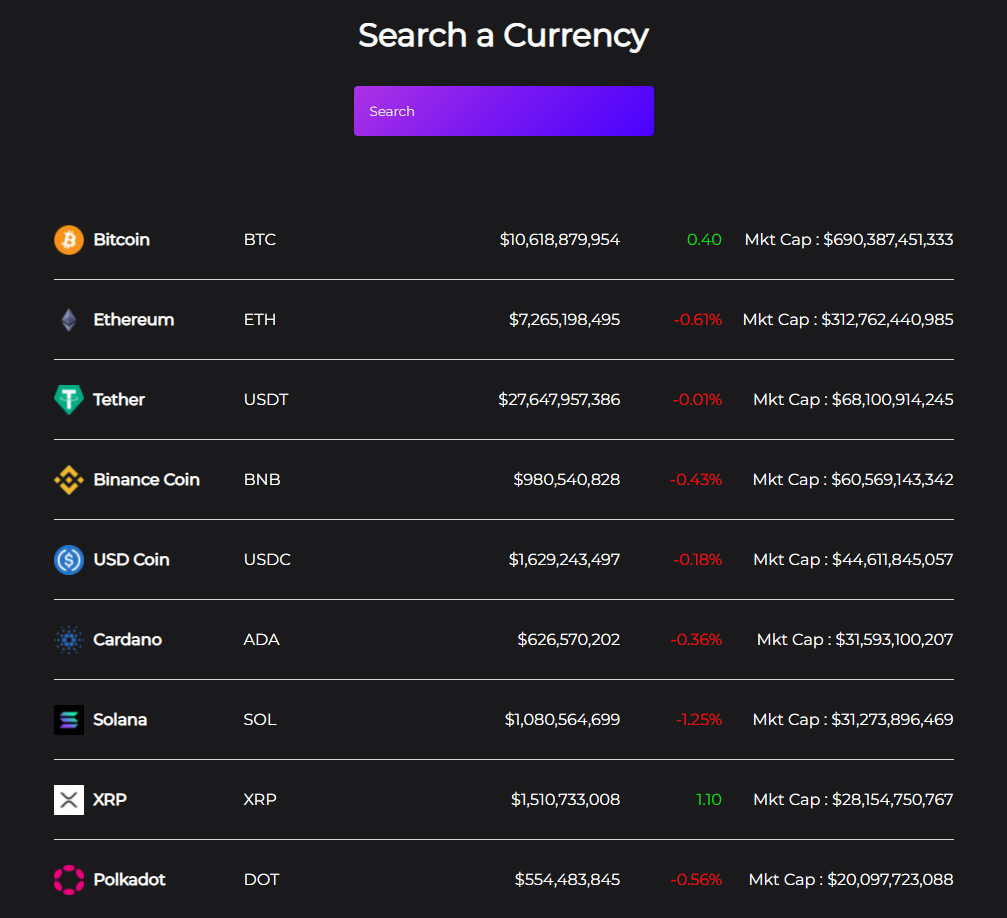 Search a Currency
Search
Bitcoin BTC $10,618,879,954 0.40 Mkt Cap : $690,387,451,333
Ethereum ETH $7,265,198,495 -0.61% Mkt Cap : $312,762,440,985
Tether USDT $27,647,957,386 -0.01% Mkt Cap : $68,100,914,245
Binance Coin BNB $980,540,828 -0.43% Mkt Cap : $60,569,143,342
USD Coin USDC $1,629,243,497 -0.18% Mkt Cap : $44,611,845,057
Cardano ADA $626,570,202 -0.36% Mkt Cap : $31,593,100,207
Solana SOL $1,080,564,699 -1.25% Mkt Cap : $31,273,896,469
XRP XRP $1,510,733,008 1.10 Mkt Cap : $28,154,750,767
Polkadot DOT $554,483,845 -0.56% Mkt Cap : $20,097,723,088